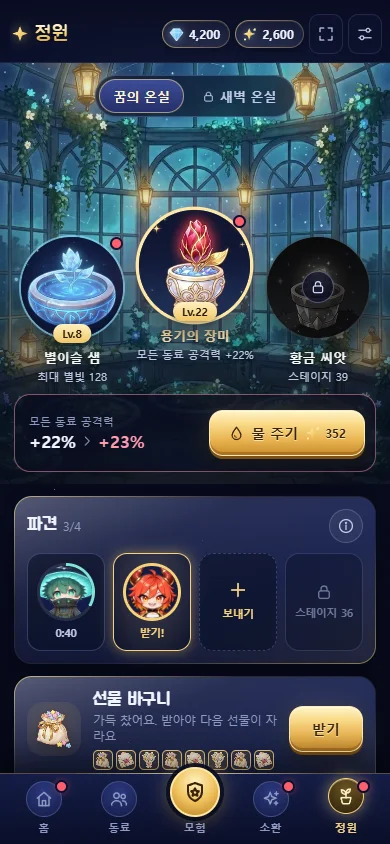 정원
4,200
2,600
꿈의 온실
새벽 온실
Lv.8
별이슬 샘
최대 별빛 128
Lv.22
용기의 장미
모든 동료 공격력 +22%
황금 씨앗
스테이지 39
모든 동료 공격력
+22% > +23%
물 주기 352
파견 3/4
0:40
받기!
보내기
스테이지 36
선물 바구니
가득 찼어요. 받아야 다음 선물이 자
라요
받기
홈
동료
모험
소환
정원